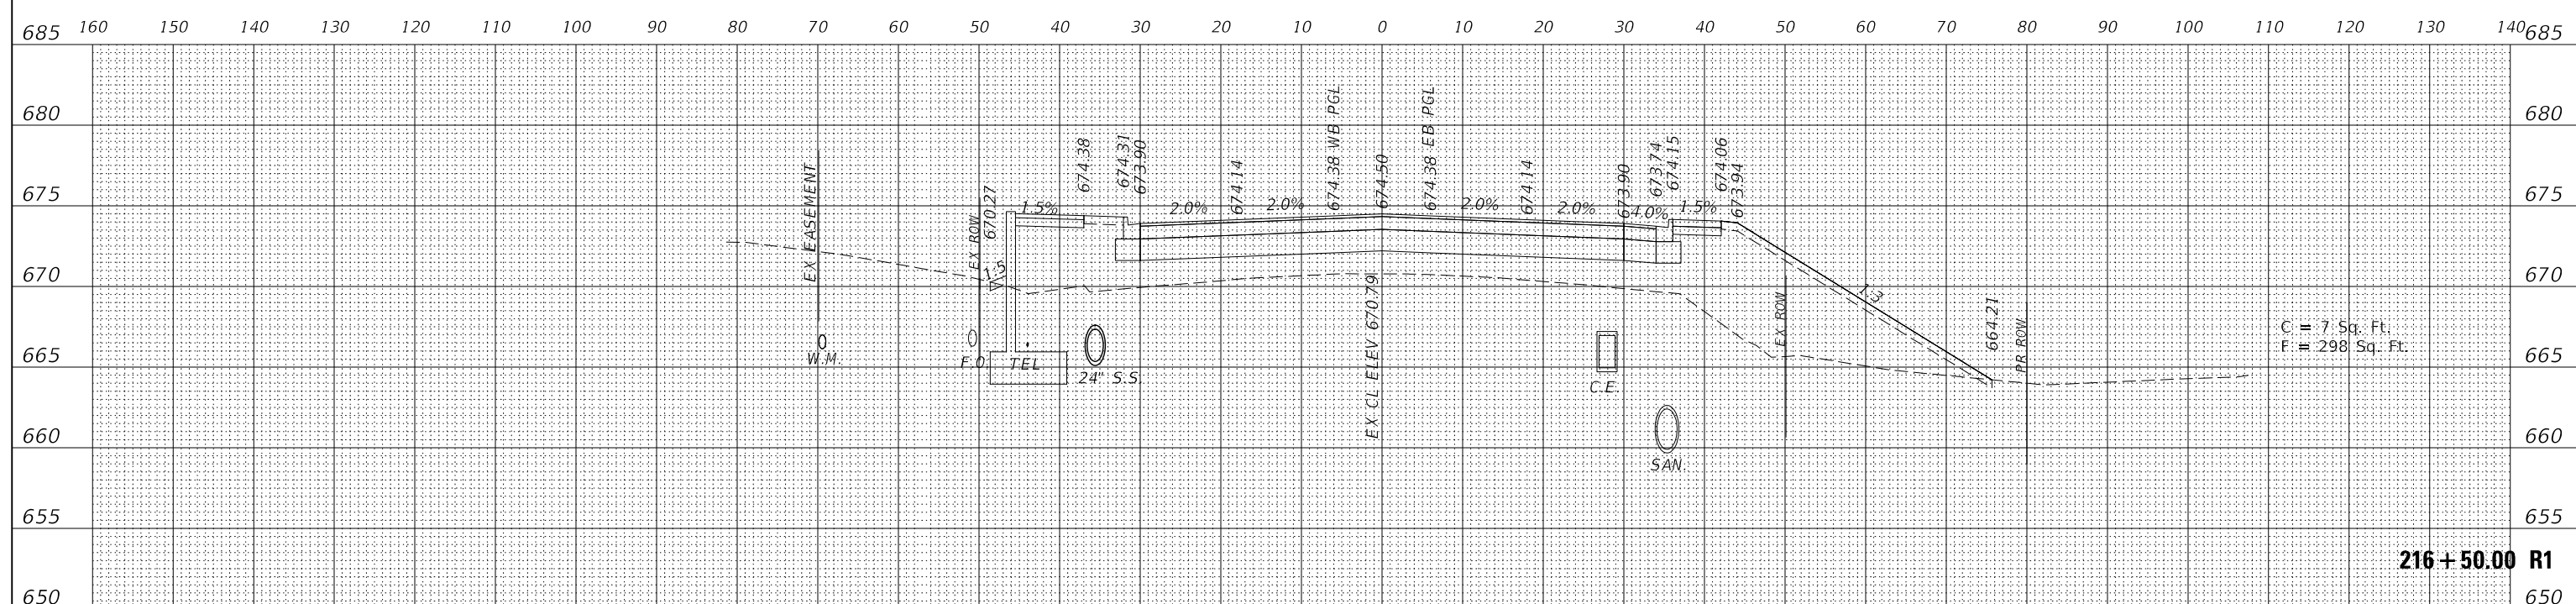 160 150 140 130 120 110 100 90 80 70 60 50 40 30 20 10 0 10 20 30 40 50 60 70 80 90 100 110 120 130 140
685 685
680 680
675 675
670 670
665 665
660 660
655 655
650 650
EX EASEMENT
EX ROW
670.27
1:5
1.5%
674.38
674.31
673.90
2.0%
674.14
2.0%
674.38 WB PGL
674.50
674.38 EB PGL
2.0%
674.14
2.0%
673.90
4.0%
673.74
674.15
1.5%
674.06
673.94
1:3
EX ROW
664.21
PR ROW
EX CL ELEV 670.79
W.M.
F.O.
TEL
24" S.S.
C.E.
SAN.
C = 7 Sq. Ft.
F = 298 Sq. Ft.
216+50.00 R1